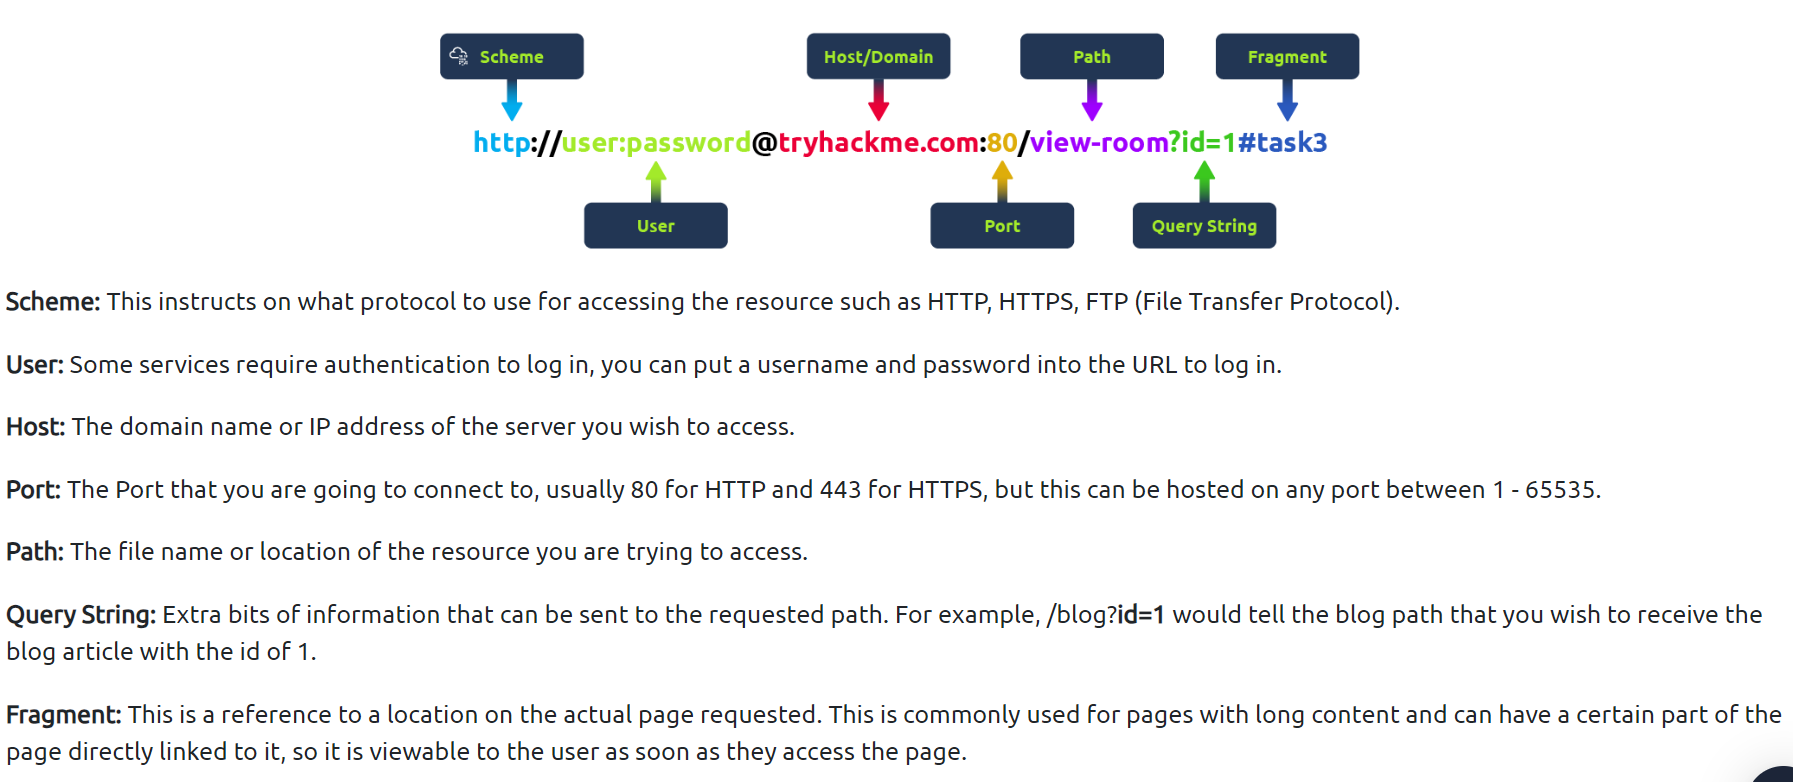 Scheme Host/Domain Path Fragment
http://user:password@tryhackme.com:80/view-room?id=1#task3
User Port Query String
Scheme: This instructs on what protocol to use for accessing the resource such as HTTP, HTTPS, FTP (File Transfer Protocol).
User: Some services require authentication to log in, you can put a username and password into the URL to log in.
Host: The domain name or IP address of the server you wish to access.
Port: The Port that you are going to connect to, usually 80 for HTTP and 443 for HTTPS, but this can be hosted on any port between 1 - 65535.
Path: The file name or location of the resource you are trying to access.
Query String: Extra bits of information that can be sent to the requested path. For example, /blog?id=1 would tell the blog path that you wish to receive the
blog article with the id of 1.
Fragment: This is a reference to a location on the actual page requested. This is commonly used for pages with long content and can have a certain part of the
page directly linked to it, so it is viewable to the user as soon as they access the page.